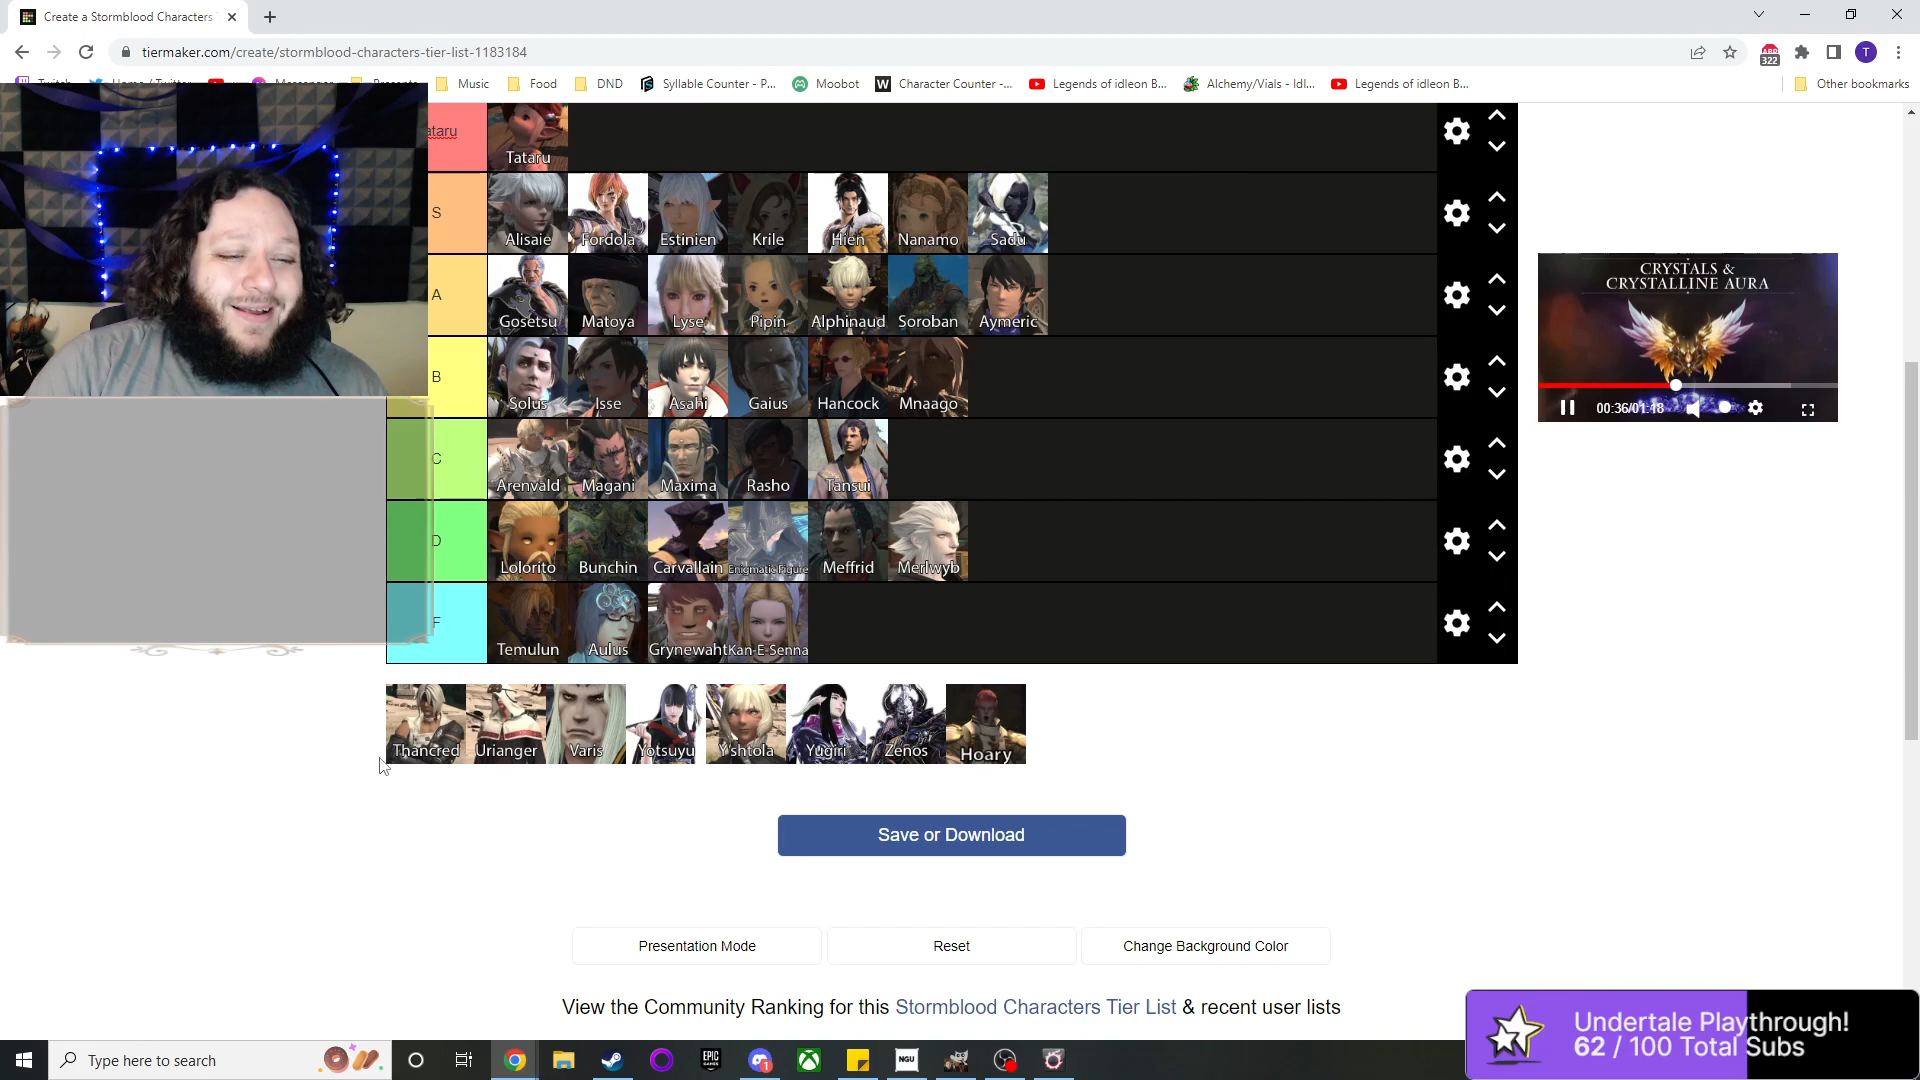 Create a Stormblood Characters
tiermaker.com/create/stormblood-characters-tier-list-1183184
ABP
322
T
Music
Food
DND
Syllable Counter - P...
Moobot
W
Character Counter -...
Legends of idleon B...
Alchemy/Vials - Idl...
Legends of idleon B...
Other bookmarks
ataru
Tataru
S
Alisaie Fordola Estinien Krile Hien Nanamo Sadu
A
Gosetsu Matoya Lyse Pipin Alphinaud Soroban Aymeric
B
Solus Isse Asahi Gaius Hancock Mnaago
C
Arenvald Magani Maxima Rasho Tansui
D
Lolorito Bunchin Carvallain Enigmatic Figure Meffrid Merlwyb
F
Temulun Aulus Grynewaht Kan-E-Senna
Thancred Urianger Varis Yotsuyu Y'shtola Yugiri Zenos Hoary
CRYSTALS &
CRYSTALLINE AURA
00:36/01:18
Save or Download
Presentation Mode
Reset
Change Background Color
View the Community Ranking for this Stormblood Characters Tier List & recent user lists
Undertale Playthrough!
62 / 100 Total Subs
Type here to search
EPIC
GAMES
1
NGU